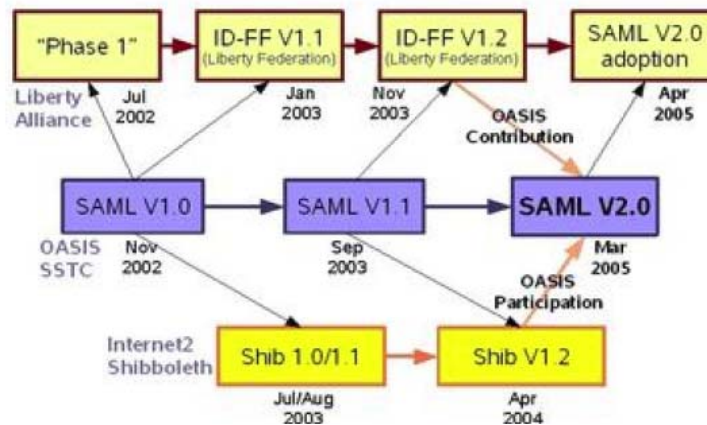 "Phase 1"
ID-FF V1.1
(Liberty Federation)
ID-FF V1.2
(Liberty Federation)
SAML V2.0
adoption
Liberty
Alliance
Jul
2002
Jan
2003
Nov
2003
Apr
2005
OASIS
Contribution
SAML V1.0
SAML V1.1
SAML V2.0
OASIS
SSTC
Nov
2002
Sep
2003
Mar
2005
OASIS
Participation
Internet2
Shibboleth
Shib 1.0/1.1
Shib V1.2
Jul/Aug
2003
Apr
2004